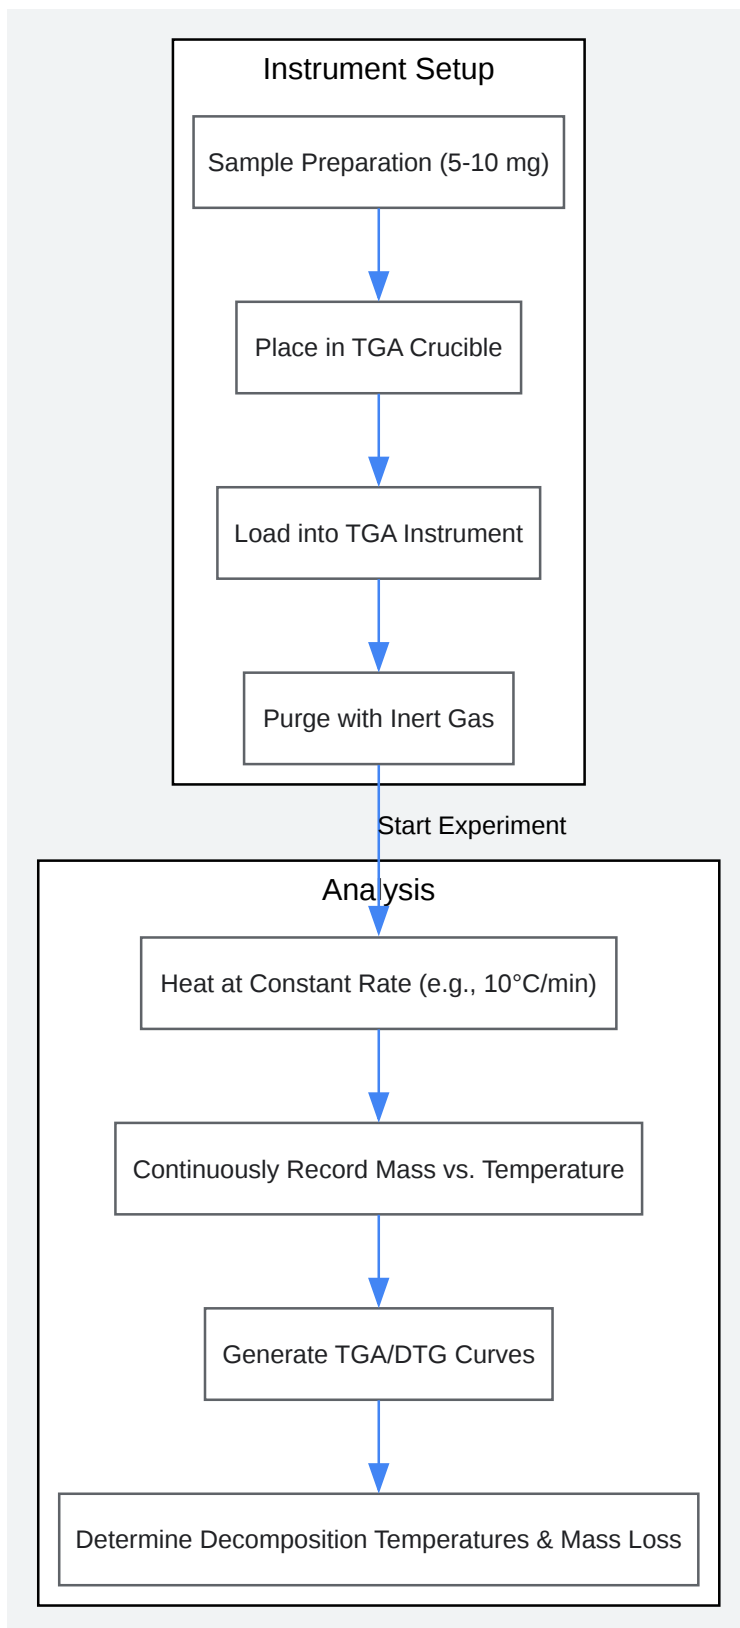 Instrument Setup
Sample Preparation (5-10 mg)
Place in TGA Crucible
Load into TGA Instrument
Purge with Inert Gas
Start Experiment
Analysis
Heat at Constant Rate (e.g., 10°C/min)
Continuously Record Mass vs. Temperature
Generate TGA/DTG Curves
Determine Decomposition Temperatures & Mass Loss